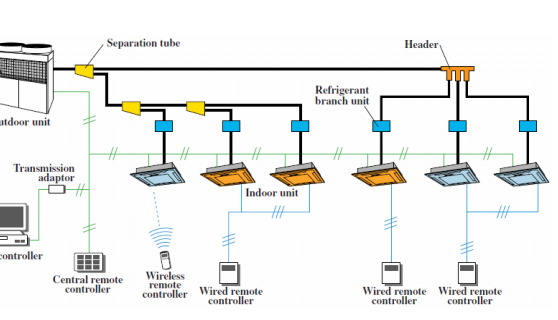 Separation tube
Header
Refrigerant
branch unit
utdoor unit
Transmission
adaptor
Indoor unit
controller
Central remote
controller
Wireless
remote
controller
Wired remote
controller
Wired remote
controller
Wired remote
controller